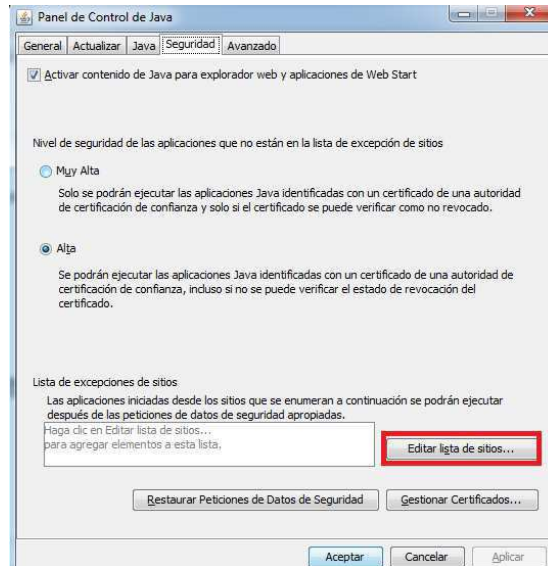 Panel de Control de Java
General Actualizar Java Seguridad Avanzado
Activar contenido de Java para explorador web y aplicaciones de Web Start
Nivel de seguridad de las aplicaciones que no están en la lista de excepción de sitios
Muy Alta
Solo se podrán ejecutar las aplicaciones Java identificadas con un certificado de una autoridad
de certificación de confianza y solo si el certificado se puede verificar como no revocado.
Alta
Se podrán ejecutar las aplicaciones Java identificadas con un certificado de una autoridad de
certificación de confianza, incluso si no se puede verificar el estado de revocación del
certificado.
Lista de excepciones de sitios
Las aplicaciones iniciadas desde los sitios que se enumeran a continuación se podrán ejecutar
después de las peticiones de datos de seguridad apropiadas.
Haga clic en Editar lista de sitios...
para agregar elementos a esta lista.
Editar lista de sitios...
Restaurar Peticiones de Datos de Seguridad Gestionar Certificados...
Aceptar Cancelar Aplicar